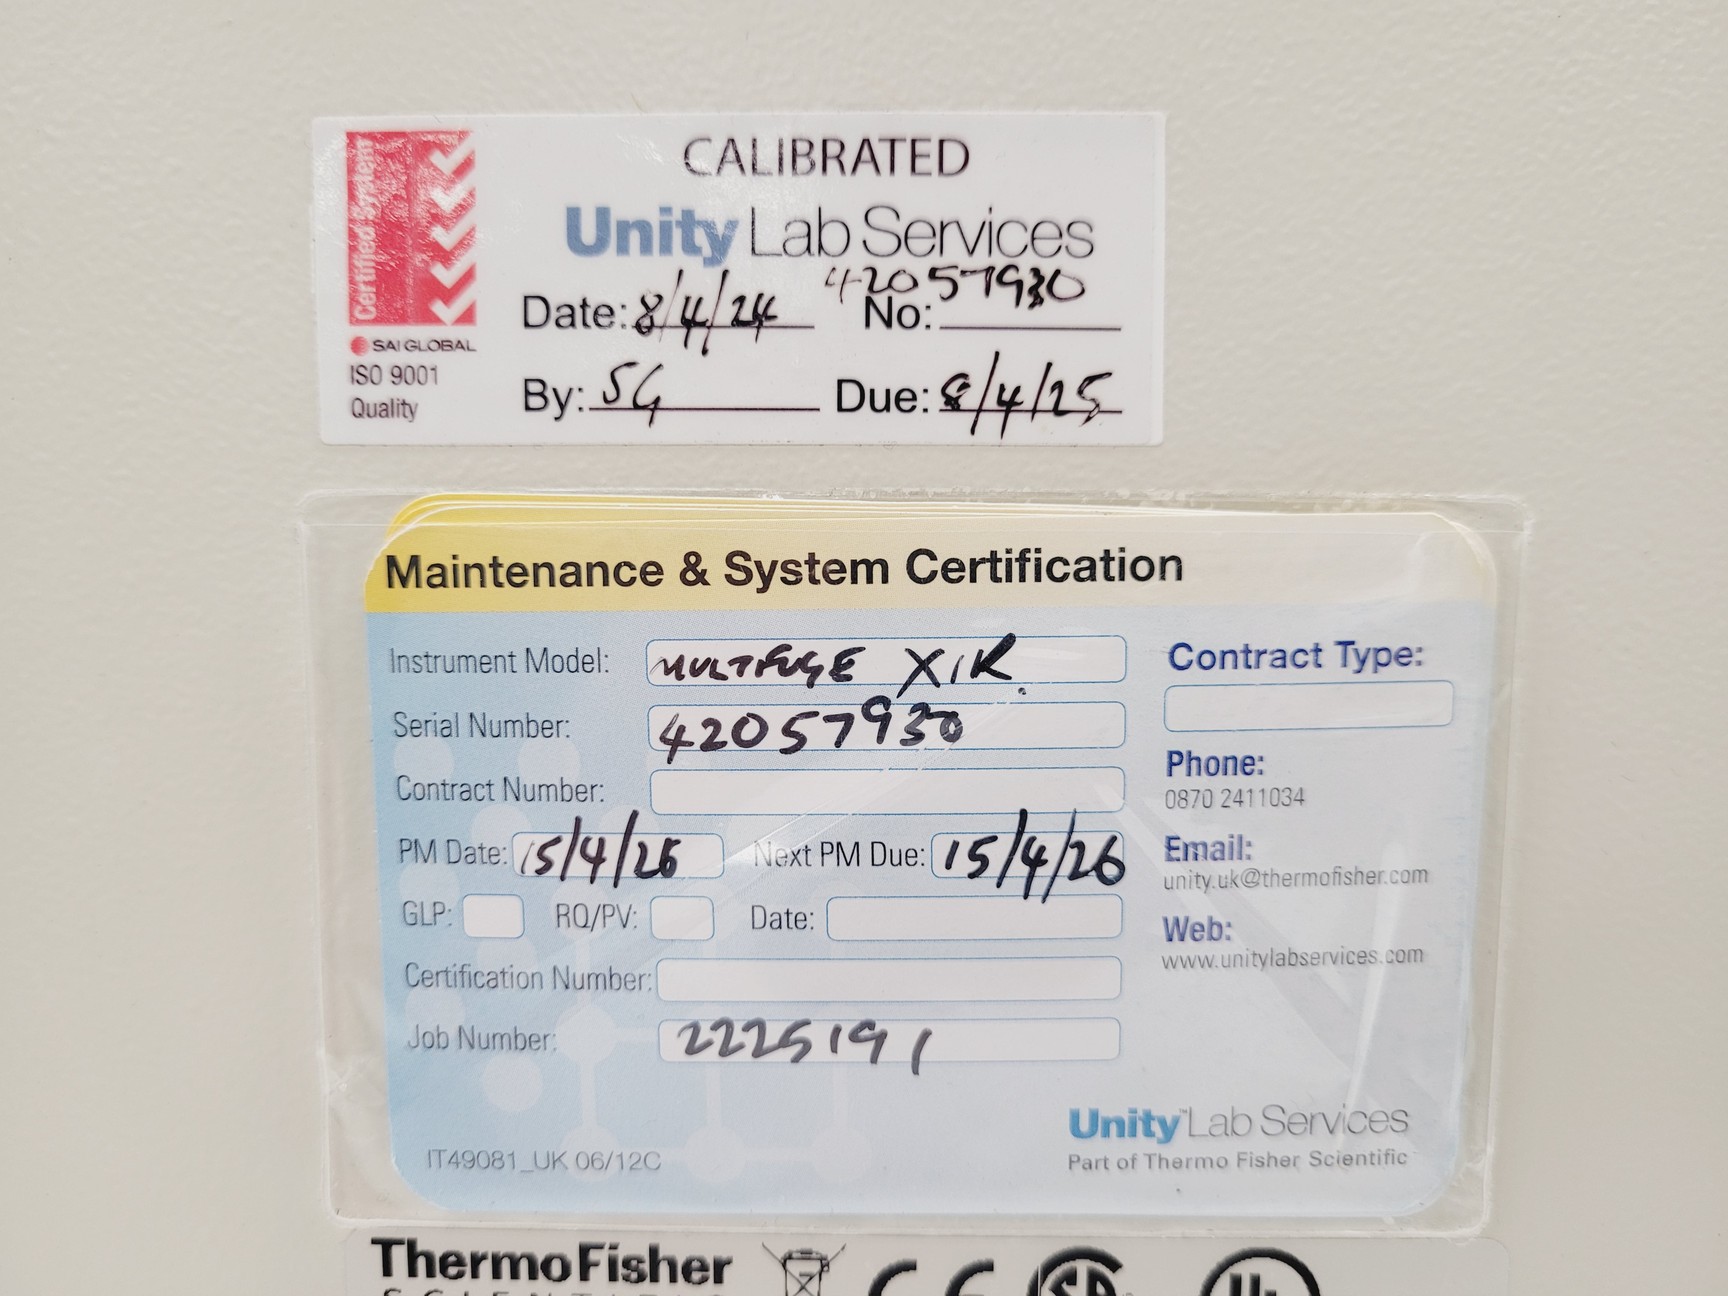 CALIBRATED
Certified System
Unity Lab Services
42057930
Date: 8/4/24 No:
SAI GLOBAL
ISO 9001
Quality
By: SG Due: 8/4/25
Maintenance & System Certification
Instrument Model: MULTIFUGE X1R
Contract Type:
Serial Number: 42057930
Phone:
Contract Number:
0870 2411034
PM Date: 15/4/25 Next PM Due: 15/4/26
Email:
unity.uk@thermofisher.com
GLP: RQ/PV: Date:
Web:
www.unitylabservices.com
Certification Number:
Job Number: 2225191
Unity™ Lab Services
Part of Thermo Fisher Scientific
IT49081_UK 06/12C
ThermoFisher